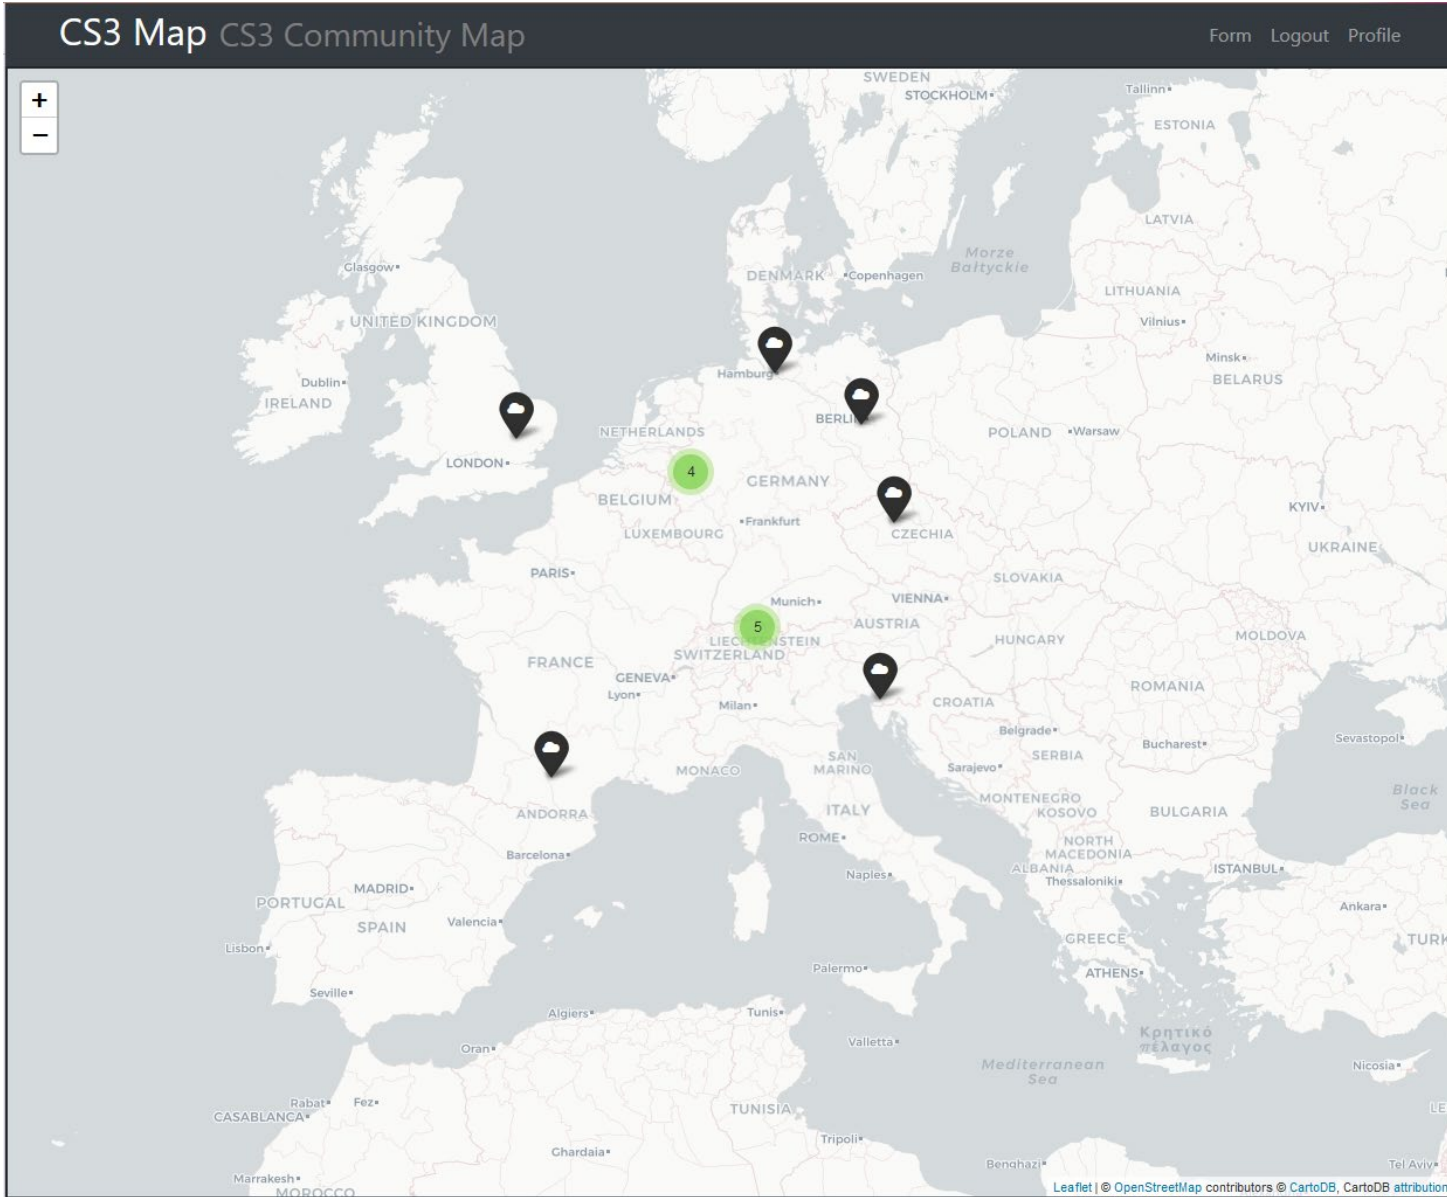 CS3 Map CS3 Community Map
Form Logout Profile
+
−
SWEDEN
STOCKHOLM
Tallinn
ESTONIA
LATVIA
Morze
Bałtyckie
Glasgow
DENMARK
Copenhagen
LITHUANIA
UNITED KINGDOM
Vilnius
Minsk
BELARUS
Hamburg
Dublin
IRELAND
NETHERLANDS
POLAND
Warsaw
LONDON
4
GERMANY
BELGIUM
KYIV
Frankfurt
LUXEMBOURG
CZECHIA
UKRAINE
PARIS
SLOVAKIA
Munich
VIENNA
5
AUSTRIA
SWITZERLAND
HUNGARY
MOLDOVA
FRANCE
GENEVA
Lyon
Milan
CROATIA
ROMANIA
Belgrade
Bucharest
Sevastopol
SAN
MARINO
SERBIA
Sarajevo
MONACO
Black
Sea
MONTENEGRO
KOSOVO
BULGARIA
ANDORRA
ITALY
ROME
NORTH
MACEDONIA
Barcelona
ALBANIA
Thessaloniki
ISTANBUL
Naples
MADRID
PORTUGAL
SPAIN
Valencia
Ankara
Lisbon
GREECE
TURK
ATHENS
Palermo
Seville
Algiers
Tunis
Κρητικό
πέλαγος
Oran
Valletta
Mediterranean
Sea
Nicosia
Rabat
Fez
CASABLANCA
TUNISIA
LE
Tripoli
Ghardaia
Benghazi
Tel Aviv
Marrakesh
MOROCCO
Leaflet | © OpenStreetMap contributors © CartoDB, CartoDB attribution